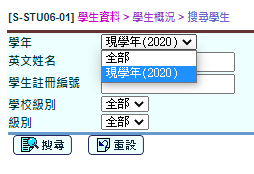 [S-STU06-01] 學生資料 > 學生概況 > 搜尋學生
學年 現學年(2020)
全部
英文姓名 現學年(2020)
學生註冊編號
學校級別 全部
級別 全部
搜尋 重設